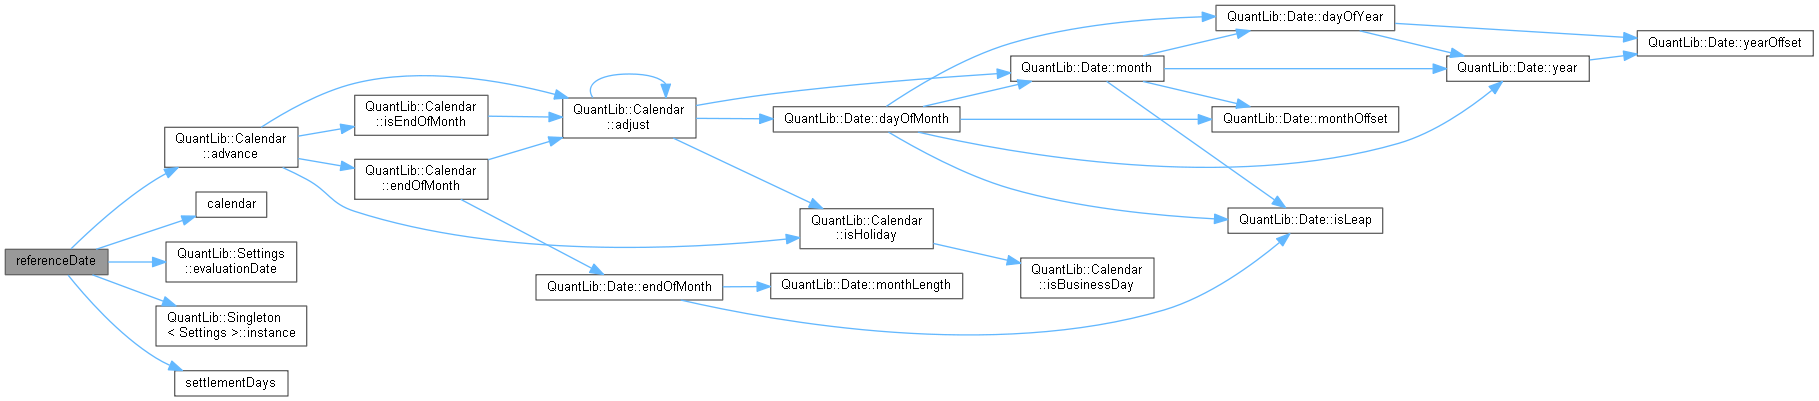 referenceDate
QuantLib::Calendar
::advance
calendar
QuantLib::Settings
::evaluationDate
QuantLib::Singleton
< Settings >::instance
settlementDays
QuantLib::Calendar
::isEndOfMonth
QuantLib::Calendar
::endOfMonth
QuantLib::Calendar
::adjust
QuantLib::Date::endOfMonth
QuantLib::Date::dayOfMonth
QuantLib::Calendar
::isHoliday
QuantLib::Date::monthLength
QuantLib::Date::month
QuantLib::Calendar
::isBusinessDay
QuantLib::Date::dayOfYear
QuantLib::Date::monthOffset
QuantLib::Date::isLeap
QuantLib::Date::year
QuantLib::Date::yearOffset